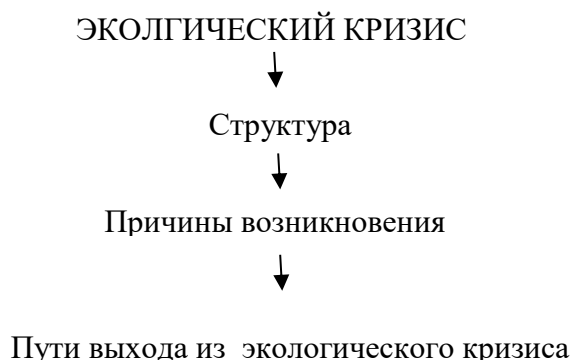 ЭКОЛГИЧЕСКИЙ КРИЗИС
Структура
Причины возникновения
Пути выхода из экологического кризиса